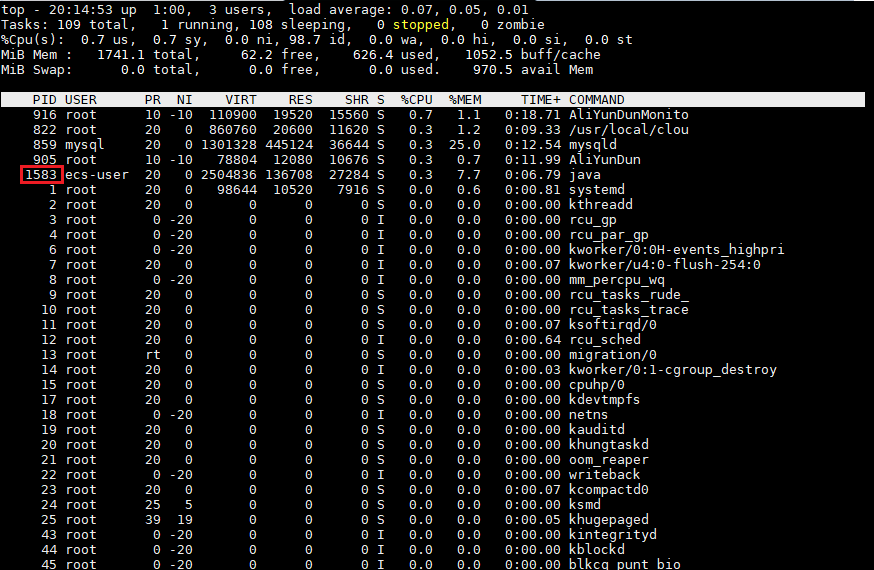 top - 20:14:53 up  1:00,  3 users,  load average: 0.07, 0.05, 0.01
Tasks: 109 total,   1 running, 108 sleeping,   0 stopped,   0 zombie
%Cpu(s):  0.7 us,  0.7 sy,  0.0 ni, 98.7 id,  0.0 wa,  0.0 hi,  0.0 si,  0.0 st
MiB Mem :   1741.1 total,     62.2 free,    626.4 used,   1052.5 buff/cache
MiB Swap:      0.0 total,      0.0 free,      0.0 used.    970.5 avail Mem
PID USER      PR  NI    VIRT    RES    SHR S  %CPU  %MEM     TIME+ COMMAND
916 root      10 -10  110900  19520  15560 S   0.7   1.1   0:18.71 AliYunDunMonito
822 root      20   0  860760  20600  11620 S   0.3   1.2   0:09.33 /usr/local/clou
859 mysql     20   0 1301328 445124  36644 S   0.3  25.0   0:12.54 mysqld
905 root      10 -10   78804  12080  10676 S   0.3   0.7   0:11.99 AliYunDun
1583 ecs-user  20   0 2504836 136708  27284 S   0.3   7.7   0:06.79 java
1 root      20   0   98644  10520   7916 S   0.0   0.6   0:00.81 systemd
2 root      20   0       0      0      0 S   0.0   0.0   0:00.00 kthreadd
3 root       0 -20       0      0      0 I   0.0   0.0   0:00.00 rcu_gp
4 root       0 -20       0      0      0 I   0.0   0.0   0:00.00 rcu_par_gp
6 root       0 -20       0      0      0 I   0.0   0.0   0:00.00 kworker/0:0H-events_highpri
7 root      20   0       0      0      0 I   0.0   0.0   0:00.07 kworker/u4:0-flush-254:0
8 root       0 -20       0      0      0 I   0.0   0.0   0:00.00 mm_percpu_wq
9 root      20   0       0      0      0 S   0.0   0.0   0:00.00 rcu_tasks_rude_
10 root      20   0       0      0      0 S   0.0   0.0   0:00.00 rcu_tasks_trace
11 root      20   0       0      0      0 S   0.0   0.0   0:00.07 ksoftirqd/0
12 root      20   0       0      0      0 I   0.0   0.0   0:00.64 rcu_sched
13 root      rt   0       0      0      0 S   0.0   0.0   0:00.00 migration/0
14 root      20   0       0      0      0 I   0.0   0.0   0:00.03 kworker/0:1-cgroup_destroy
15 root      20   0       0      0      0 S   0.0   0.0   0:00.00 cpuhp/0
17 root      20   0       0      0      0 S   0.0   0.0   0:00.00 kdevtmpfs
18 root       0 -20       0      0      0 I   0.0   0.0   0:00.00 netns
19 root      20   0       0      0      0 S   0.0   0.0   0:00.00 kauditd
20 root      20   0       0      0      0 S   0.0   0.0   0:00.00 khungtaskd
21 root      20   0       0      0      0 S   0.0   0.0   0:00.00 oom_reaper
22 root       0 -20       0      0      0 I   0.0   0.0   0:00.00 writeback
23 root      20   0       0      0      0 S   0.0   0.0   0:00.07 kcompactd0
24 root      25   5       0      0      0 S   0.0   0.0   0:00.00 ksmd
25 root      39  19       0      0      0 S   0.0   0.0   0:00.05 khugepaged
43 root       0 -20       0      0      0 I   0.0   0.0   0:00.00 kintegrityd
44 root       0 -20       0      0      0 I   0.0   0.0   0:00.00 kblockd
45 root       0 -20       0      0      0 I   0.0   0.0   0:00.00 blkcg_punt_bio